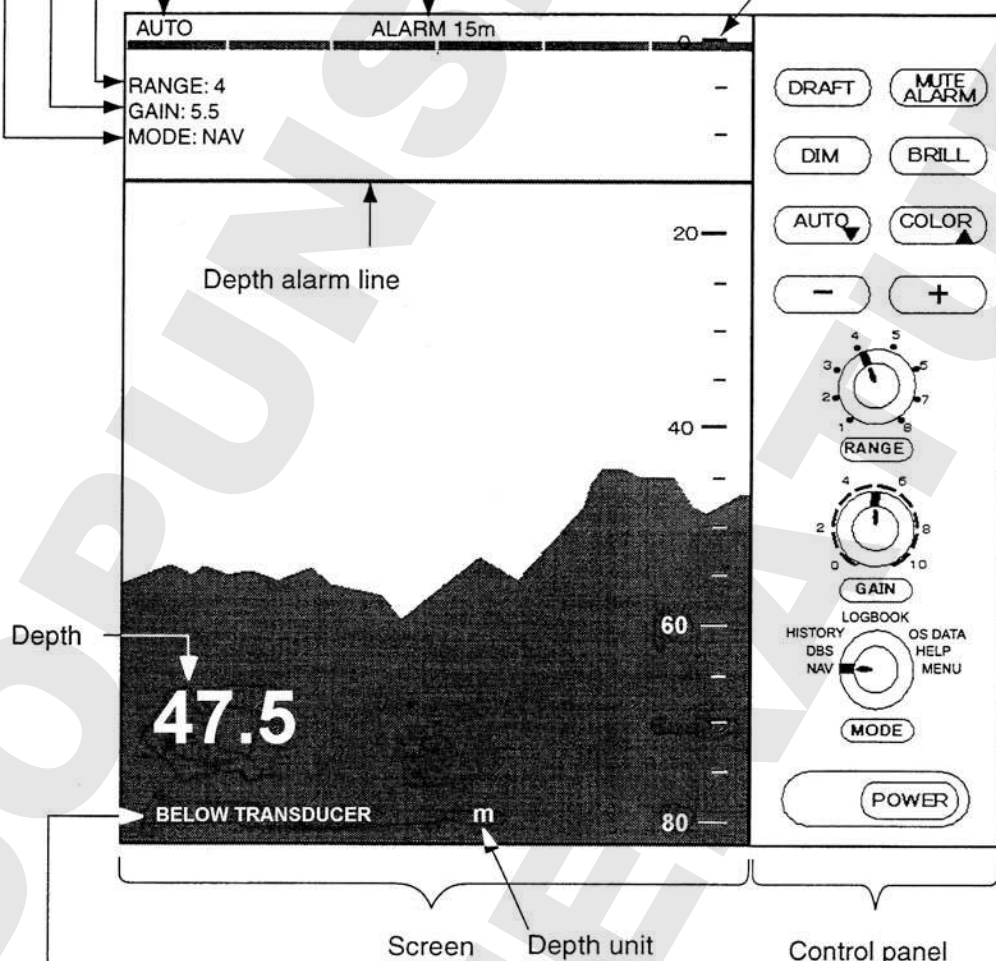 AUTO
ALARM 15m
0
RANGE: 4
GAIN: 5.5
MODE: NAV
Depth alarm line
20
40
60
80
Depth
47.5
BELOW TRANSDUCER
m
Screen
Depth unit
DRAFT
MUTE ALARM
DIM
BRILL
AUTO
COLOR
−
+
4
5
3
6
2
7
1
8
RANGE
4
6
2
8
0
10
GAIN
LOGBOOK
HISTORY
OS DATA
DBS
HELP
NAV
MENU
MODE
POWER
Control panel